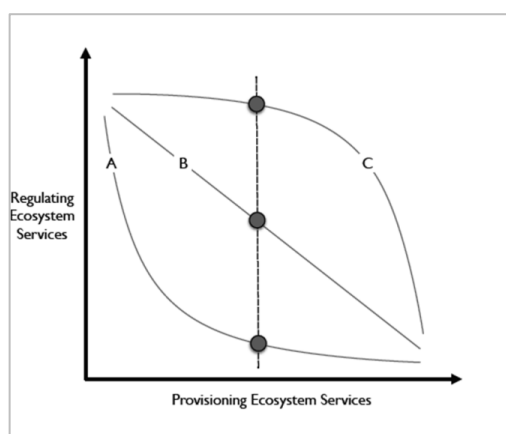 A
B
C
Regulating
Ecosystem
Services
Provisioning Ecosystem Services